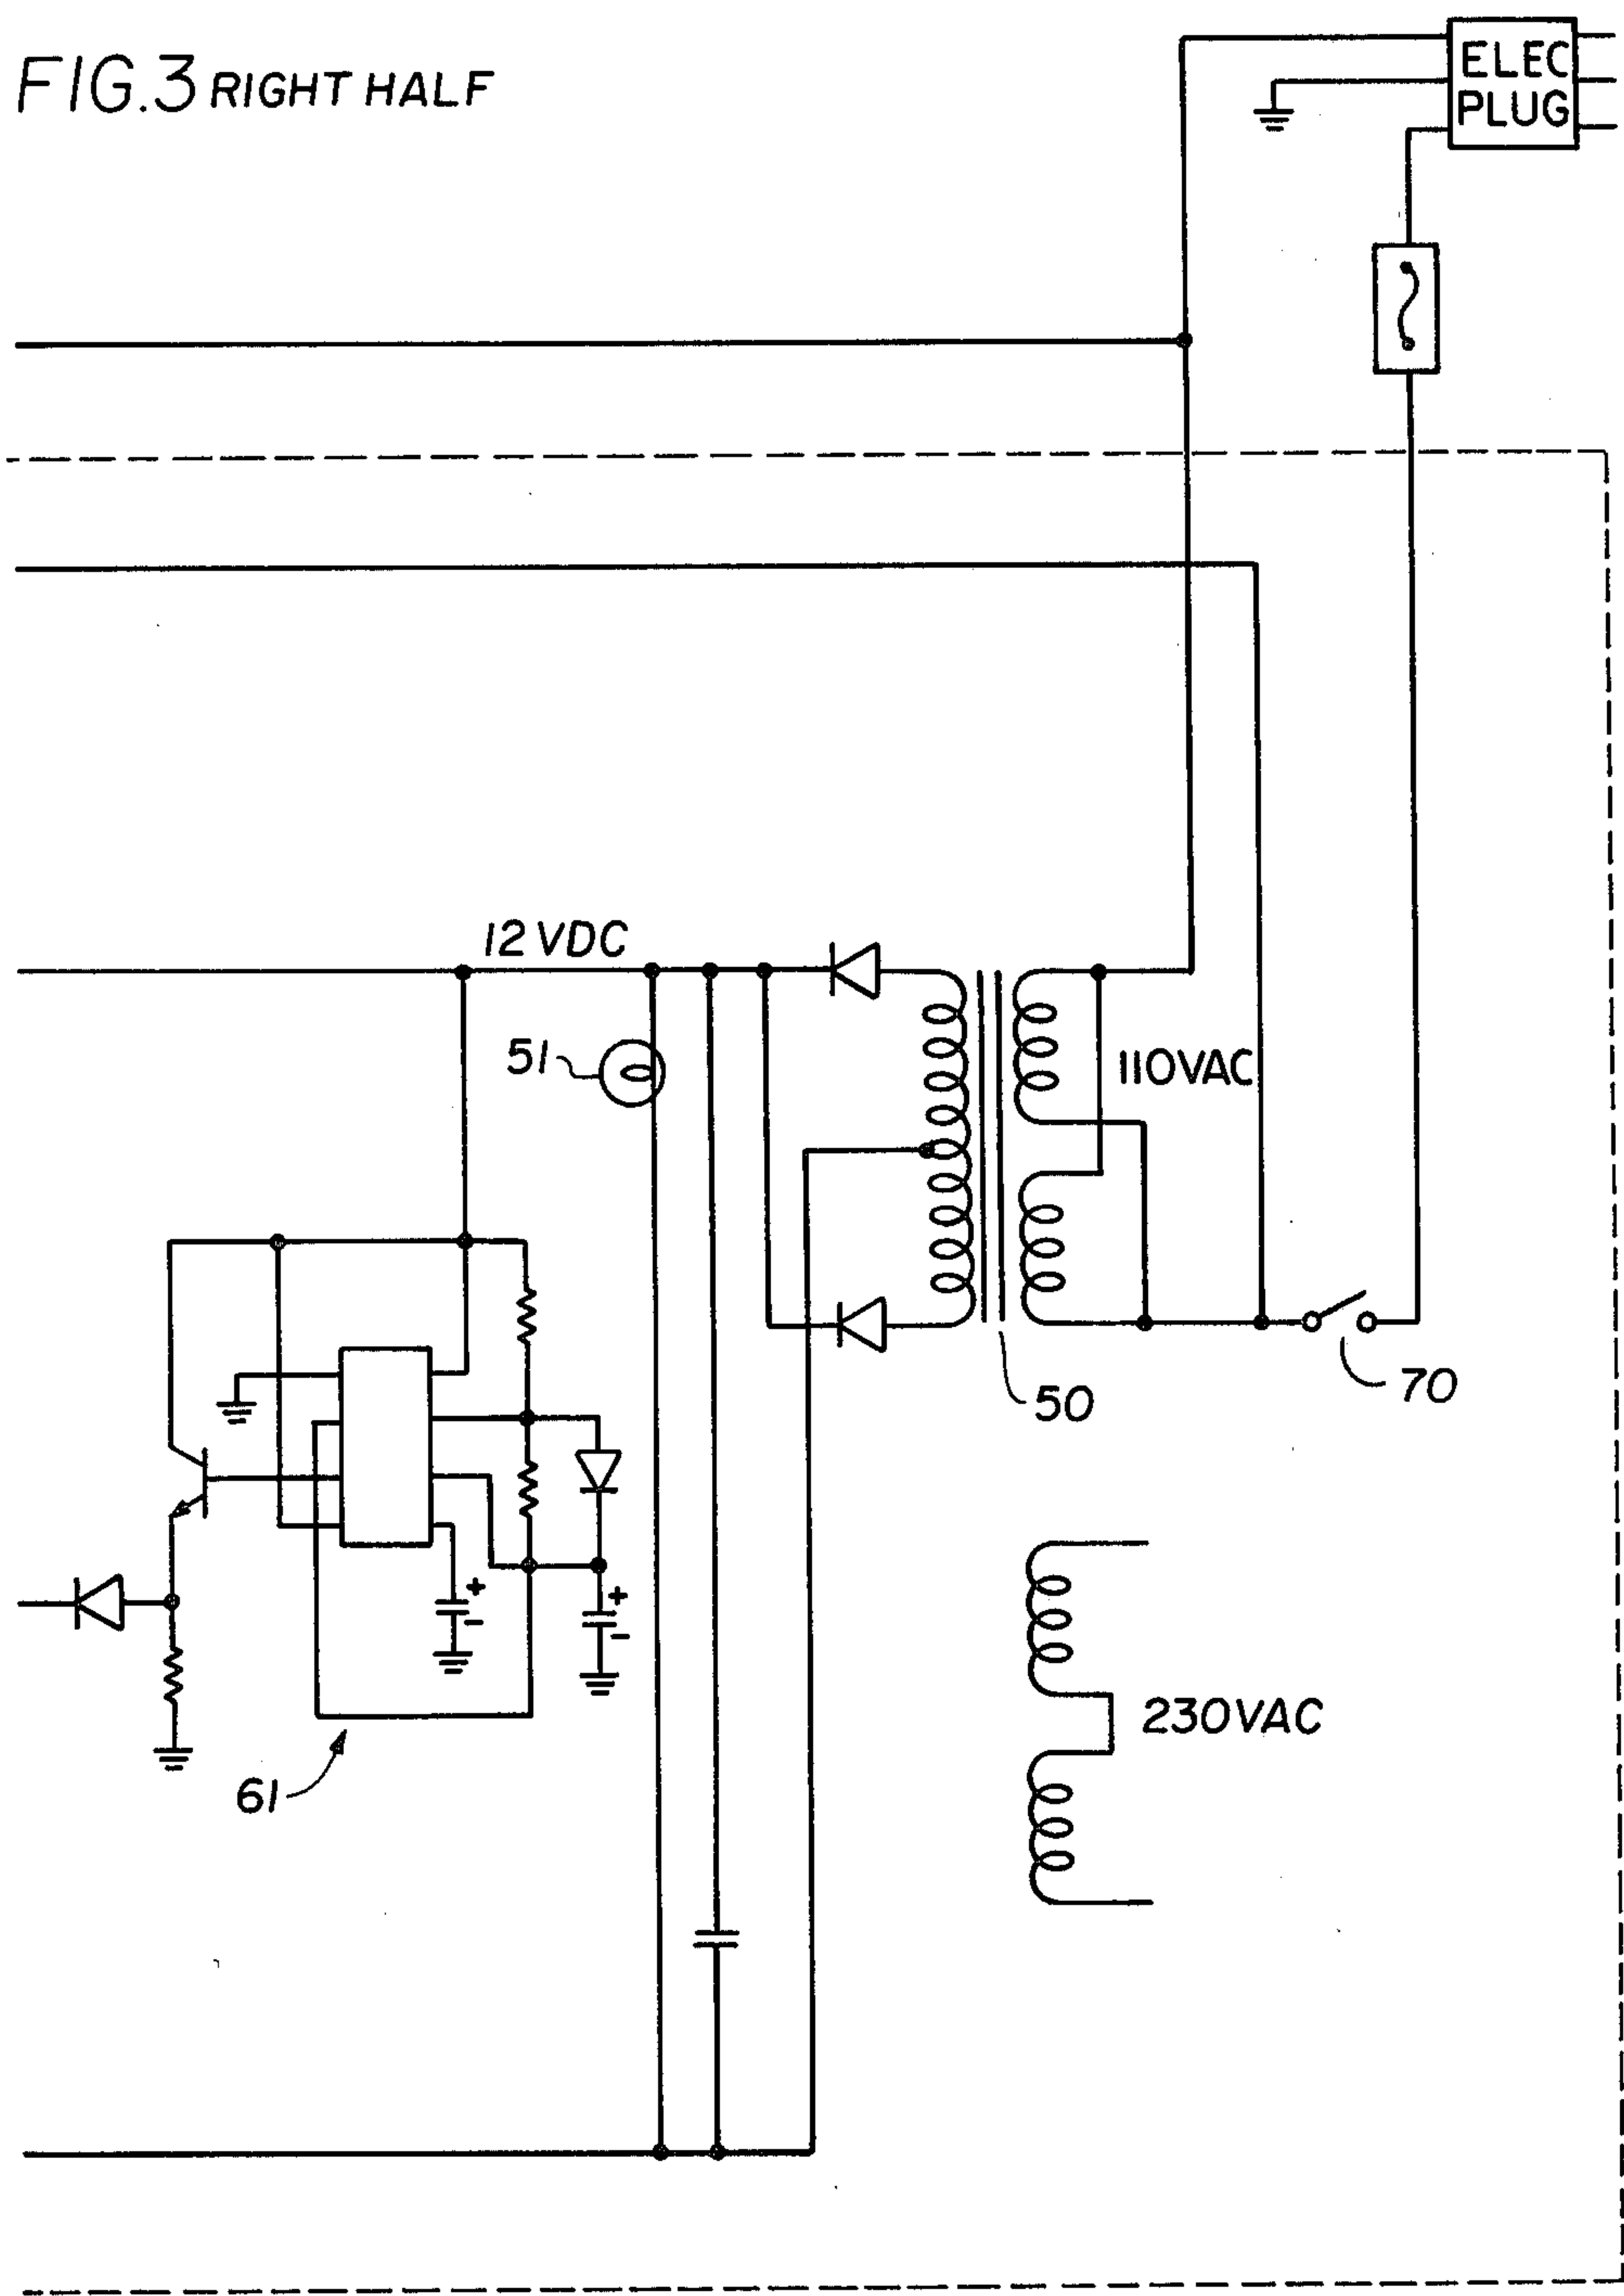 FIG.3 RIGHT HALF
ELEC
PLUG
12 VDC
51
110VAC
50
70
+
-
+
-
230VAC
61